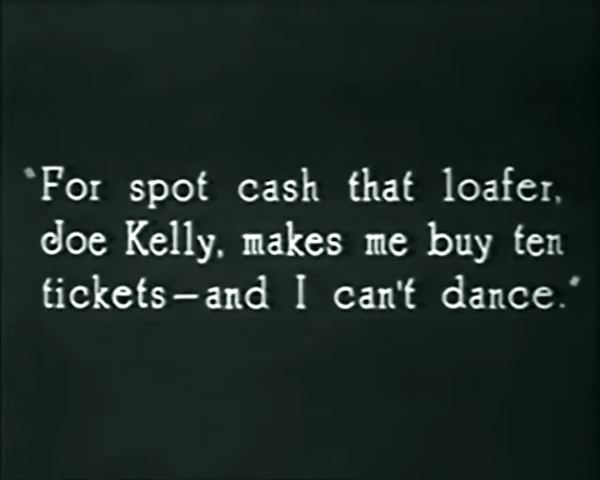 "For spot cash that loafer,
Joe Kelly, makes me buy ten
tickets—and I can't dance."